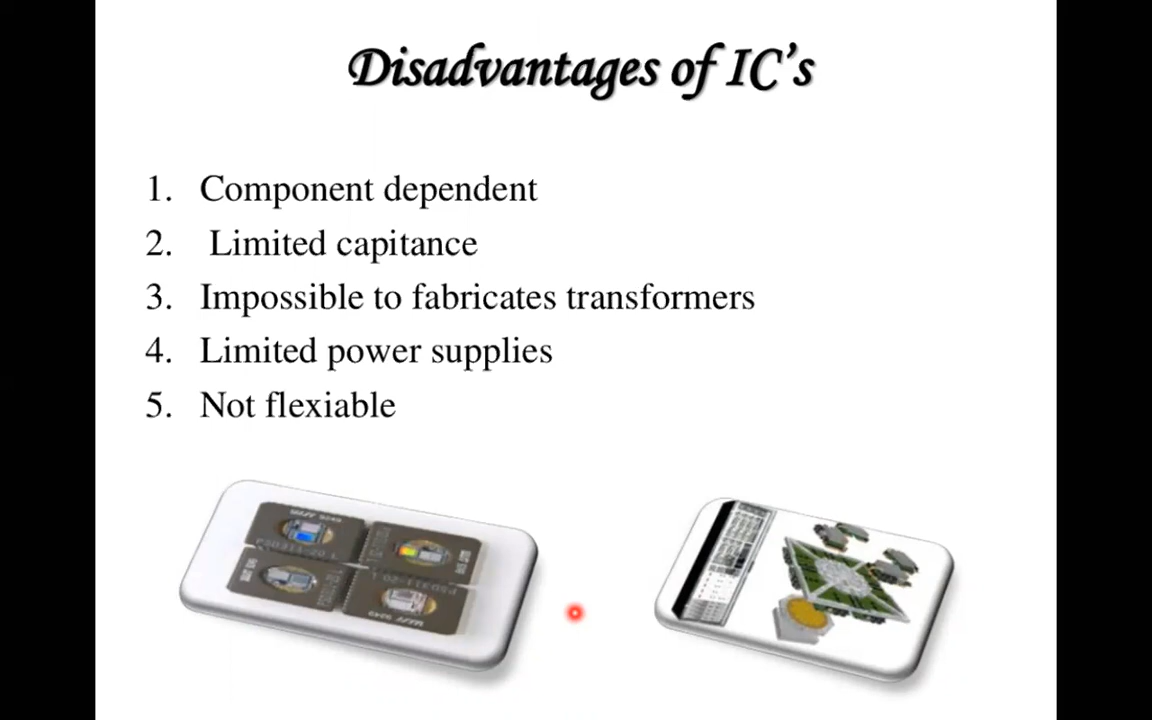 Disadvantages of IC's
1. Component dependent
2. Limited capitance
3. Impossible to fabricates transformers
4. Limited power supplies
5. Not flexiable